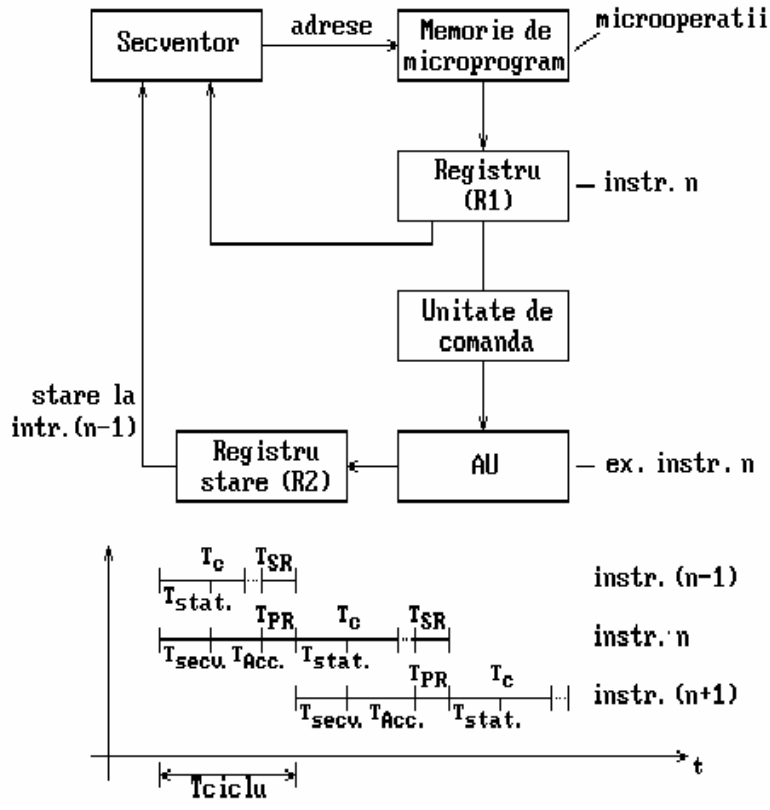 Secventor
adrese
Memorie de
microprogram
microoperatii
Registru
(R1)
instr. n
Unitate de
comanda
stare la
intr.(n-1)
Registru
stare (R2)
AU
ex. instr. n
Tc TSR
Tstat.
instr.(n-1)
TPR Tc TSR
Tsecv. TAcc. Tstat.
instr. n
TPR Tc
Tsecv. TAcc. Tstat.
instr.(n+1)
t
Tciclu